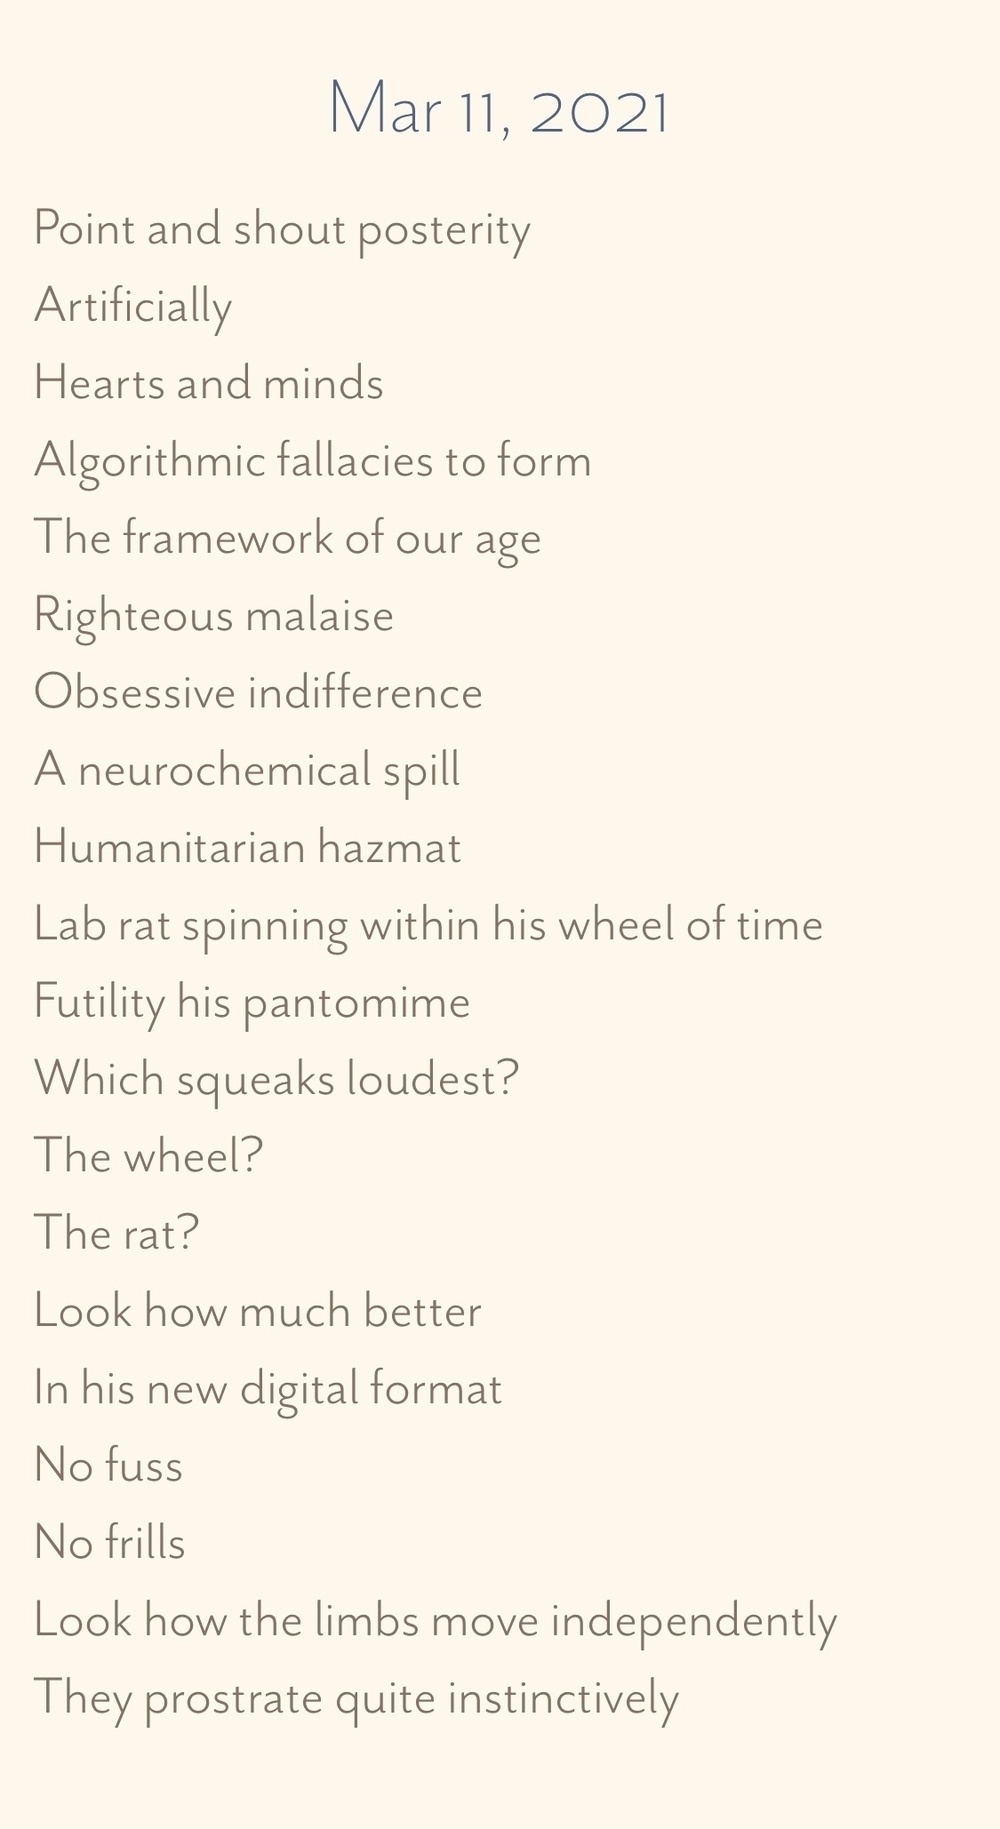 Mar 11, 2021
Point and shout posterity
Artificially
Hearts and minds
Algorithmic fallacies to form
The framework of our age
Righteous malaise
Obsessive indifference
A neurochemical spill
Humanitarian hazmat
Lab rat spinning within his wheel of time
Futility his pantomime
Which squeaks loudest?
The wheel?
The rat?
Look how much better
In his new digital format
No fuss
No frills
Look how the limbs move independently
They prostrate quite instinctively